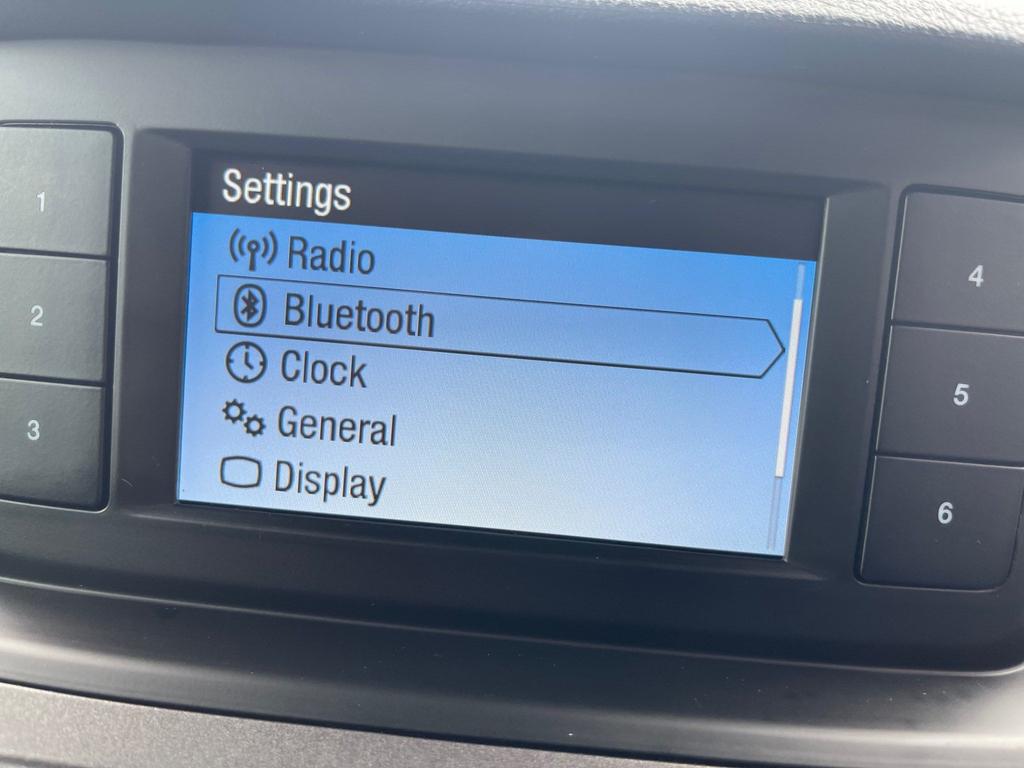 Settings
Radio
Bluetooth
Clock
General
Display
1
2
3
4
5
6